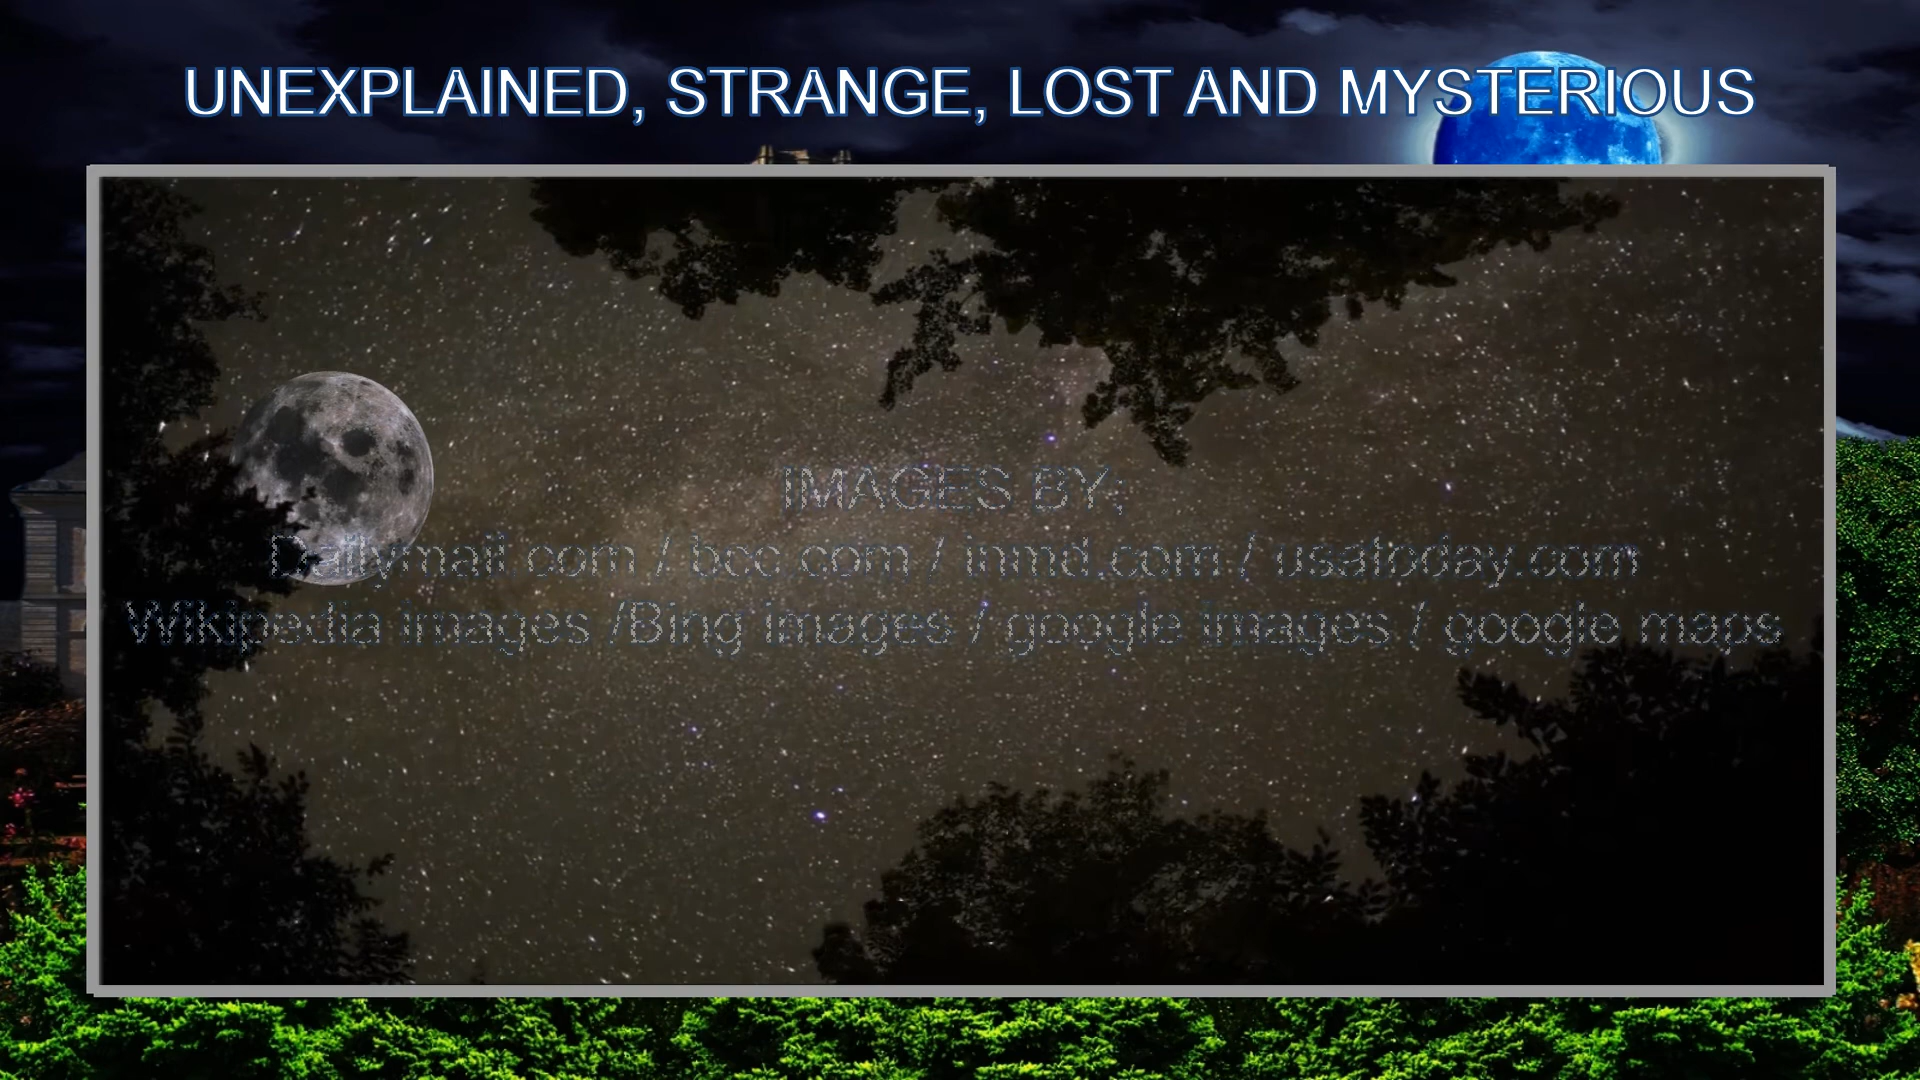 UNEXPLAINED, STRANGE, LOST AND MYSTERIOUS
IMAGES BY;
Dailymail.com / bcc.com / inmd.com / usatoday.com
Wikipedia images /Bing images / google images / google maps